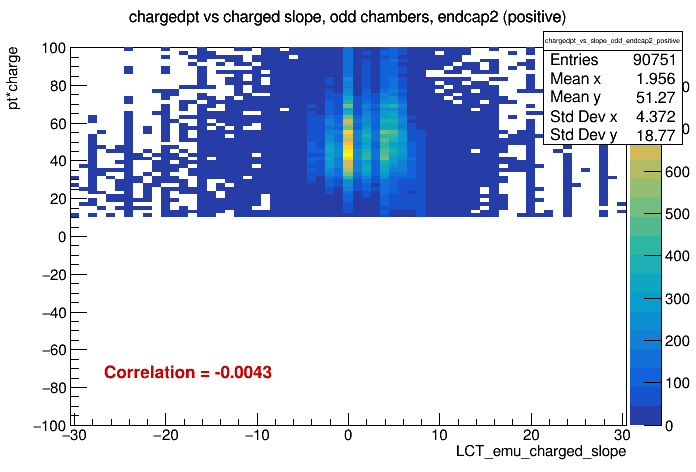 chargedpt vs charged slope, odd chambers, endcap2 (positive)
chargedpt_vs_slope_odd_endcap2_positive
Entries 90751
Mean x 1.956
Mean y 51.27
Std Dev x 4.372
Std Dev y 18.77
pt*charge
100
80
60
40
20
0
−20
−40
−60
−80
−100
Correlation = -0.0043
−30
−20
−10
0
10
20
30
LCT_emu_charged_slope
0
0
600
500
400
300
200
100
0